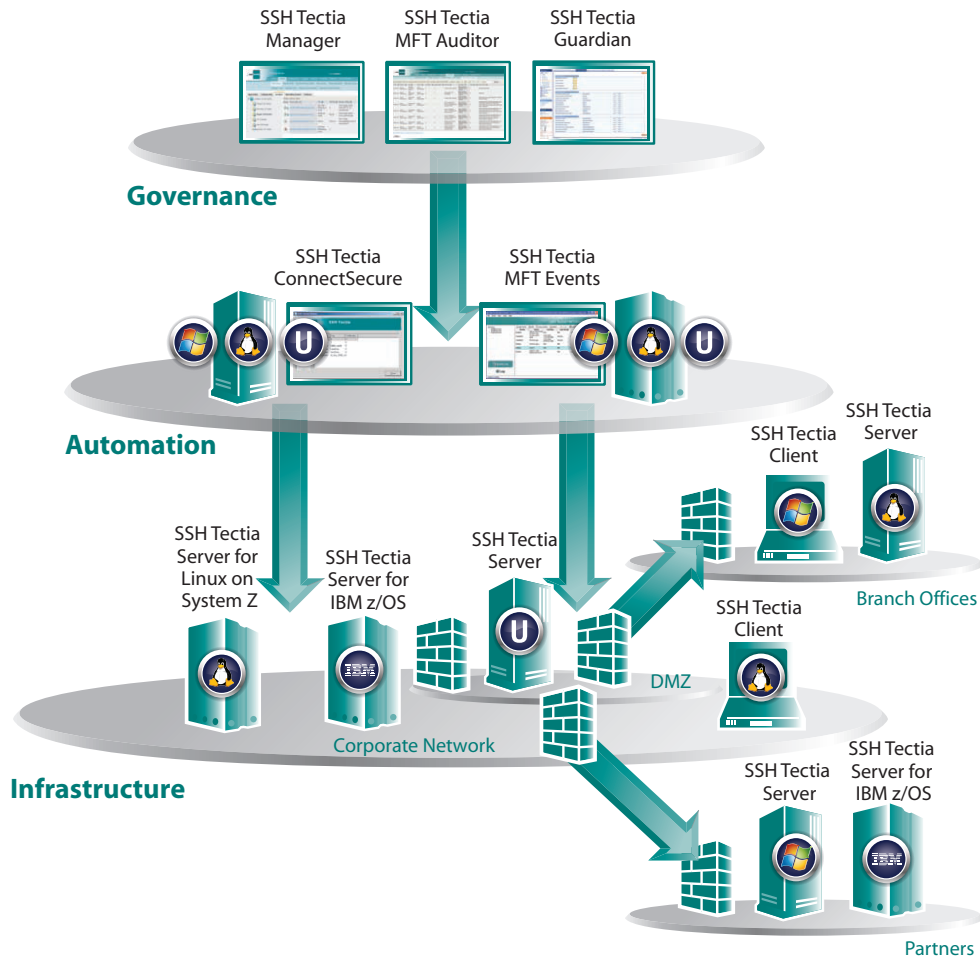 SSH Tectia
Manager
SSH Tectia
MFT Auditor
SSH Tectia
Guardian
Governance
SSH Tectia
ConnectSecure
SSH Tectia
MFT Events
U
U
Automation
SSH Tectia
Client
SSH Tectia
Server
Branch Offices
SSH Tectia
Server for
Linux on
System Z
SSH Tectia
Server for
IBM z/OS
IBM
SSH Tectia
Server
U
DMZ
SSH Tectia
Client
Corporate Network
Infrastructure
SSH Tectia
Server
SSH Tectia
Server for
IBM z/OS
IBM
Partners